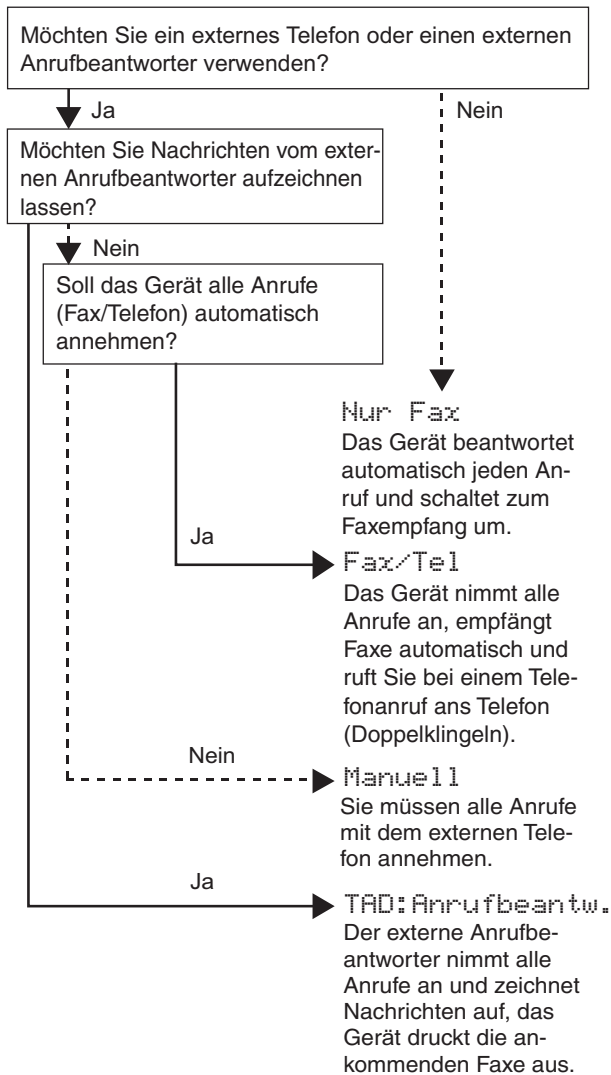 Möchten Sie ein externes Telefon oder einen externen
Anrufbeantworter verwenden?
Ja
Nein
Möchten Sie Nachrichten vom exter-
nen Anrufbeantworter aufzeichnen
lassen?
Nein
Soll das Gerät alle Anrufe
(Fax/Telefon) automatisch
annehmen?
Nur Fax
Das Gerät beantwortet
automatisch jeden An-
ruf und schaltet zum
Faxempfang um.
Ja
Fax/Tel
Das Gerät nimmt alle
Anrufe an, empfängt
Faxe automatisch und
ruft Sie bei einem Tele-
fonanruf ans Telefon
(Doppelklingeln).
Nein
Manuell
Sie müssen alle Anrufe
mit dem externen Tele-
fon annehmen.
Ja
TAD:Anrufbeantw.
Der externe Anrufbe-
antworter nimmt alle
Anrufe an und zeichnet
Nachrichten auf, das
Gerät druckt die an-
kommenden Faxe aus.